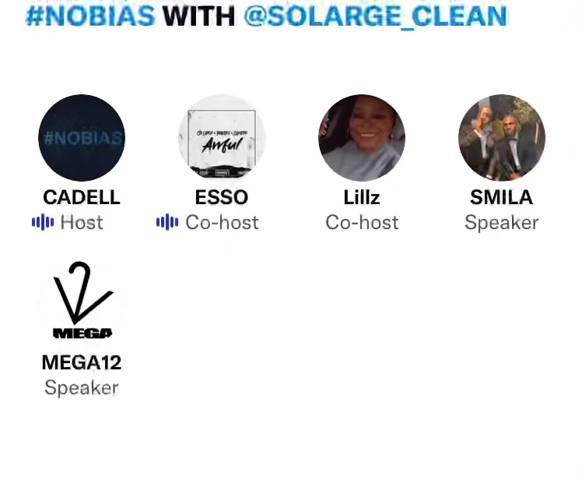 #NOBIAS WITH @SOLARGE_CLEAN
#NOBIAS
Awful
CADELL
ESSO
Lillz
SMILA
Host
Co-host
Co-host
Speaker
MEGA
MEGA12
Speaker